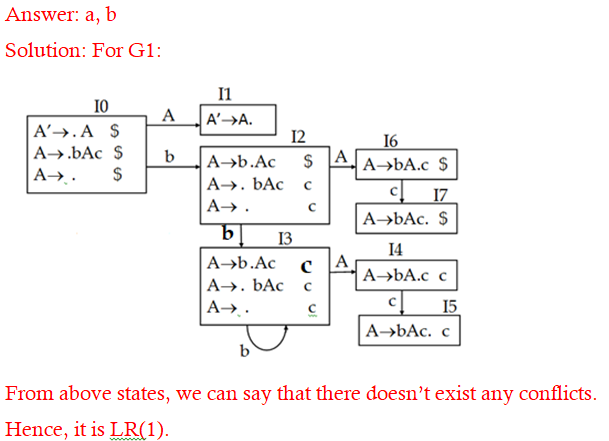 Answer: a, b
Solution: For G1:
I0
A'→. A $
A→.bAc $
A→ . $
A
I1
A'→A.
b
I2
A→b.Ac $
A→. bAc c
A→ . c
A
I6
A→bA.c $
c
I7
A→bAc. $
b
I3
A→b.Ac c
A→. bAc c
A→ . c
b
A
I4
A→bA.c c
c
I5
A→bAc. c
From above states, we can say that there doesn’t exist any conflicts.
Hence, it is LR(1).